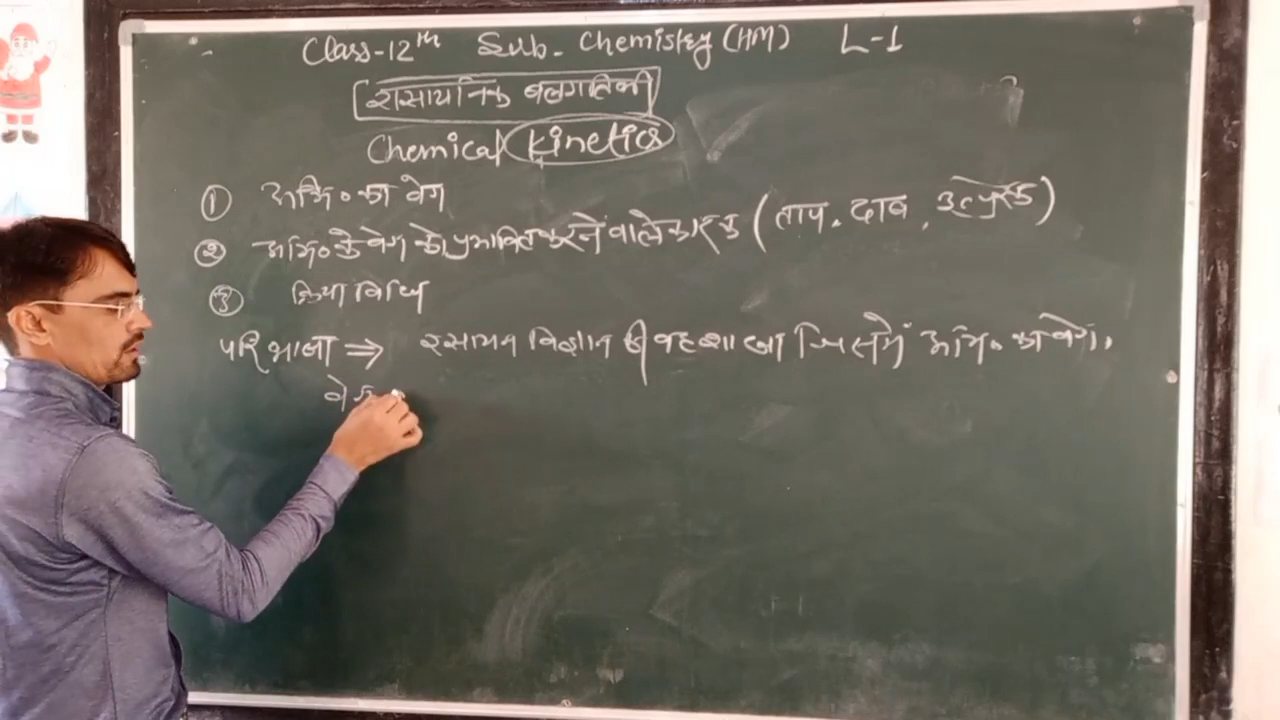 Class-12th Sub- Chemistry (HM) L-1
रासायनिक बलगतिकी
Chemical Kinetics
① अभि० का वेग
② अभि० के वेग को प्रभावित करने वाले कारक (ताप, दाब, उत्प्रेरक)
③ क्रिया विधि
परिभाषा ⇒ रसायन विज्ञान की वह शाखा जिसमें अभि० का वेग,